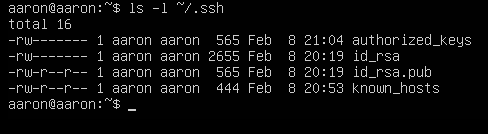 aaron@aaron:~$ ls -l ~/.ssh
total 16
-rw------- 1 aaron aaron  565 Feb  8 21:04 authorized_keys
-rw------- 1 aaron aaron 2655 Feb  8 20:19 id_rsa
-rw-r--r-- 1 aaron aaron  565 Feb  8 20:19 id_rsa.pub
-rw-r--r-- 1 aaron aaron  444 Feb  8 20:53 known_hosts
aaron@aaron:~$ _